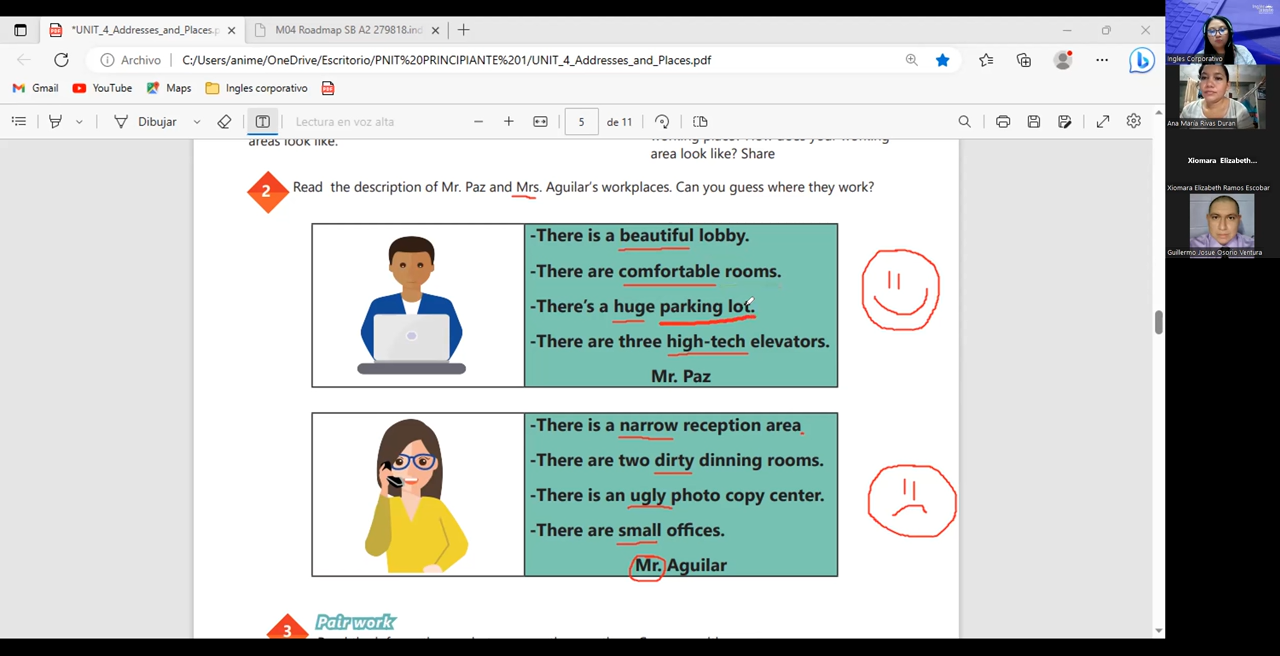 *UNIT_4_Addresses_and_Places.p
M04 Roadmap SB A2 279818.ind
Archivo
C:/Users/anime/OneDrive/Escritorio/PNIT%20PRINCIPIANTE%201/UNIT_4_Addresses_and_Places.pdf
Gmail
YouTube
Maps
Ingles corporativo
Dibujar
Lectura en voz alta
5
de 11
areas look like.
area look like? Share
2
Read the description of Mr. Paz and Mrs. Aguilar's workplaces. Can you guess where they work?
-There is a beautiful lobby.
-There are comfortable rooms.
-There's a huge parking lot.
-There are three high-tech elevators.
Mr. Paz
-There is a narrow reception area
-There are two dirty dinning rooms.
-There is an ugly photo copy center.
-There are small offices.
Mr. Aguilar
3
Pair work
Ingles Corporativo
Ana Maria Rivas Duran
Xiomara Elizabeth...
Xiomara Elizabeth Ramos Escobar
Guillermo Josue Osorio Ventura